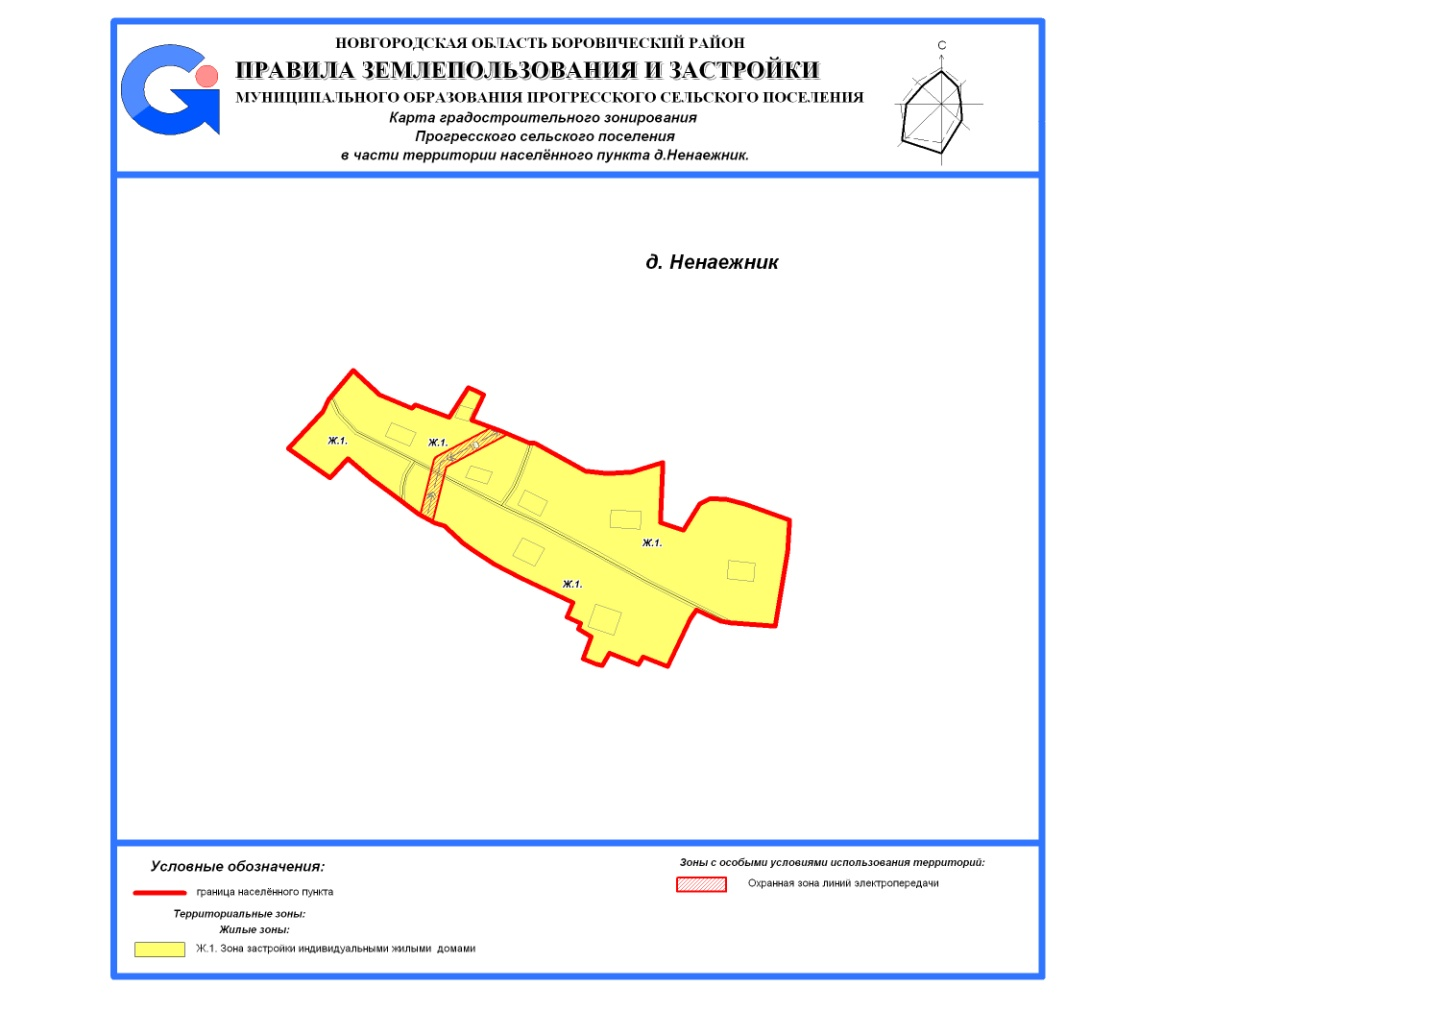 НОВГОРОДСКАЯ ОБЛАСТЬ БОРОВИЧЕСКИЙ РАЙОН
ПРАВИЛА ЗЕМЛЕПОЛЬЗОВАНИЯ И ЗАСТРОЙКИ
МУНИЦИПАЛЬНОГО ОБРАЗОВАНИЯ ПРОГРЕССКОГО СЕЛЬСКОГО ПОСЕЛЕНИЯ
Карта градостроительного зонирования
Прогресского сельского поселения
в части территории населённого пункта д.Ненаежник.
С
д. Ненаежник
Ж.1.
Ж.1.
Ж.1.
Ж.1.
Условные обозначения:
граница населённого пункта
Территориальные зоны:
Жилые зоны:
Ж.1. Зона застройки индивидуальными жилыми домами
Зоны с особыми условиями использования территорий:
Охранная зона линий электропередачи